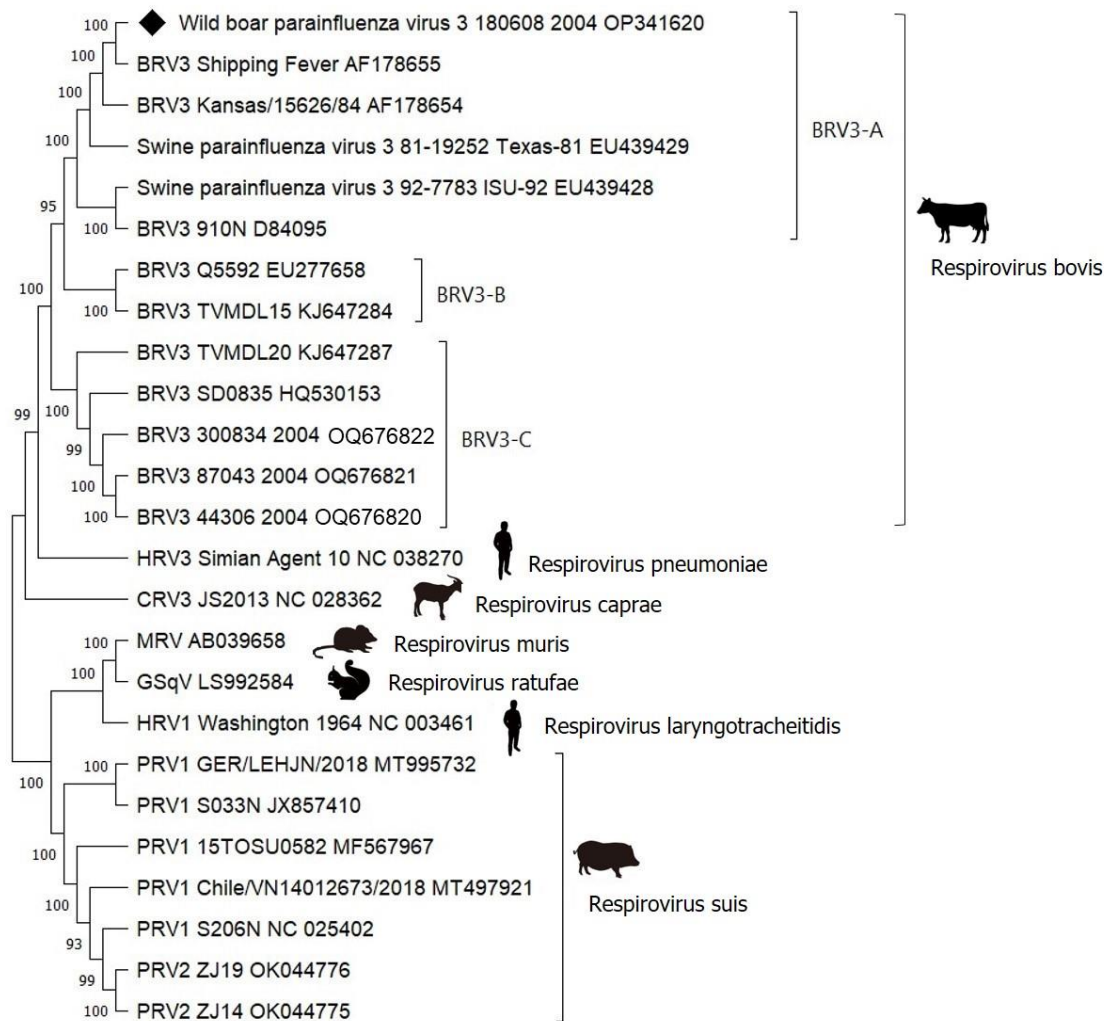 100
Wild boar parainfluenza virus 3 180608 2004 OP341620
100
BRV3 Shipping Fever AF178655
100
BRV3 Kansas/15626/84 AF178654
BRV3-A
100
Swine parainfluenza virus 3 81-19252 Texas-81 EU439429
Swine parainfluenza virus 3 92-7783 ISU-92 EU439428
95
100
BRV3 910N D84095
Respirovirus bovis
BRV3 Q5592 EU277658
100
BRV3-B
100
BRV3 TVMDL15 KJ647284
BRV3 TVMDL20 KJ647287
BRV3 SD0835 HQ530153
99
100
BRV3 300834 2004 OQ676822
BRV3-C
99
BRV3 87043 2004 OQ676821
100
100
BRV3 44306 2004 OQ676820
HRV3 Simian Agent 10 NC 038270
Respirovirus pneumoniae
CRV3 JS2013 NC 028362
Respirovirus caprae
100
MRV AB039658
Respirovirus muris
100
GSqV LS992584
Respirovirus ratufae
HRV1 Washington 1964 NC 003461
Respirovirus laryngotracheitidis
100
100
PRV1 GER/LEHJN/2018 MT995732
PRV1 S033N JX857410
100
PRV1 15TOSU0582 MF567967
PRV1 Chile/VN14012673/2018 MT497921
Respirovirus suis
100
PRV1 S206N NC 025402
93
PRV2 ZJ19 OK044776
99
100
PRV2 ZJ14 OK044775